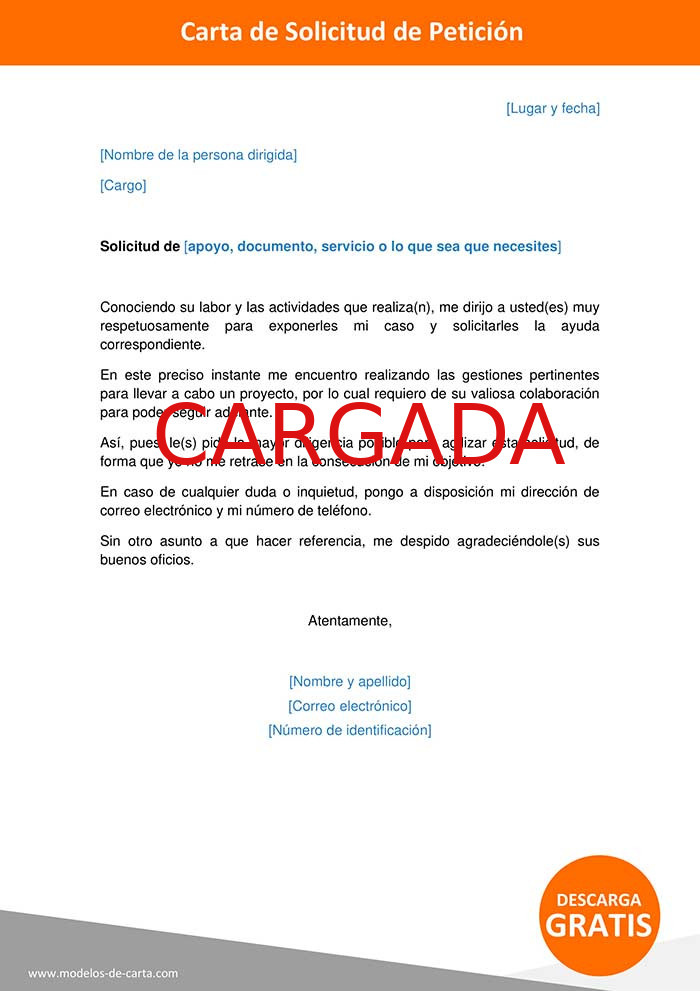 Carta de Solicitud de Petición
[Lugar y fecha]
[Nombre de la persona dirigida]
[Cargo]
Solicitud de [apoyo, documento, servicio o lo que sea que necesites]
Conociendo su labor y las actividades que realiza(n), me dirijo a usted(es) muy
respetuosamente para exponerles mi caso y solicitarles la ayuda
correspondiente.
En este preciso instante me encuentro realizando las gestiones pertinentes
para llevar a cabo un proyecto, por lo cual requiero de su valiosa colaboración
para poder seguir adelante.
CARGADA
Así, pues, le(s) pido la mayor diligencia posible para agilizar esta solicitud, de
forma que yo no me retrase en la consecución de mi objetivo.
En caso de cualquier duda o inquietud, pongo a disposición mi dirección de
correo electrónico y mi número de teléfono.
Sin otro asunto a que hacer referencia, me despido agradeciéndole(s) sus
buenos oficios.
Atentamente,
[Nombre y apellido]
[Correo electrónico]
[Número de identificación]
DESCARGA
GRATIS
www.modelos-de-carta.com